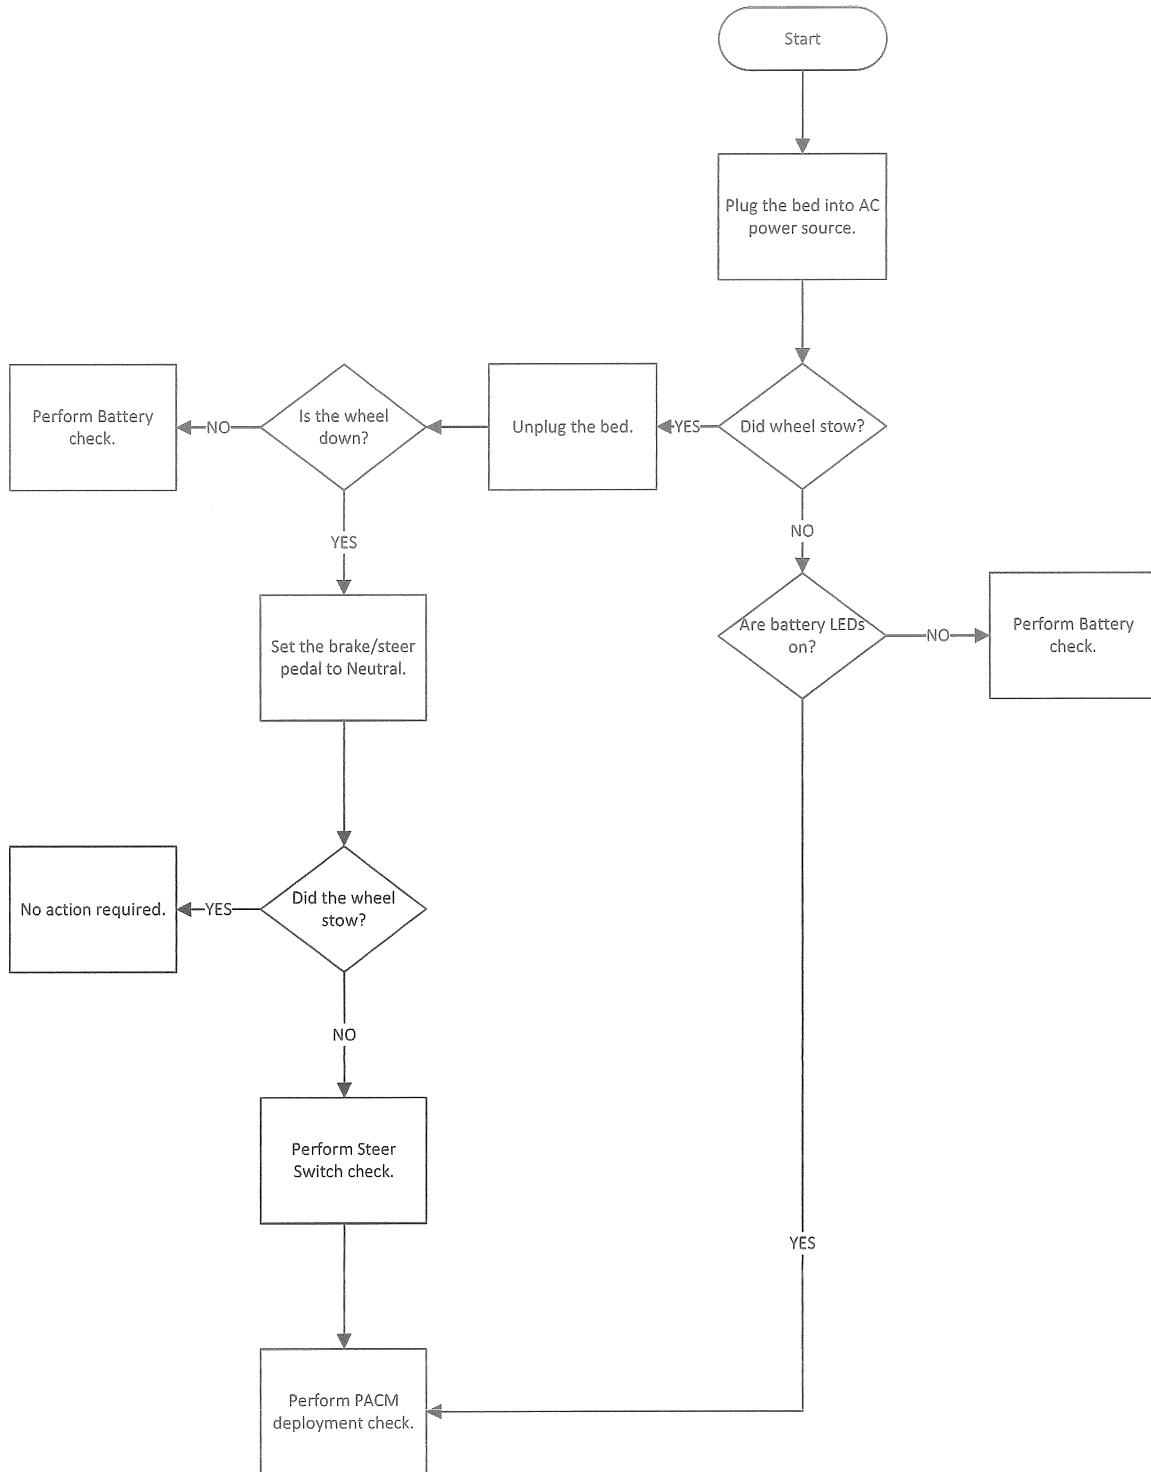 Start
Plug the bed into AC
power source.
Did wheel stow?
YES
Unplug the bed.
Is the wheel
down?
NO
Perform Battery
check.
YES
Set the brake/steer
pedal to Neutral.
NO
Are battery LEDs
on?
NO
Perform Battery
check.
Did the wheel
stow?
YES
No action required.
NO
Perform Steer
Switch check.
YES
Perform PACM
deployment check.